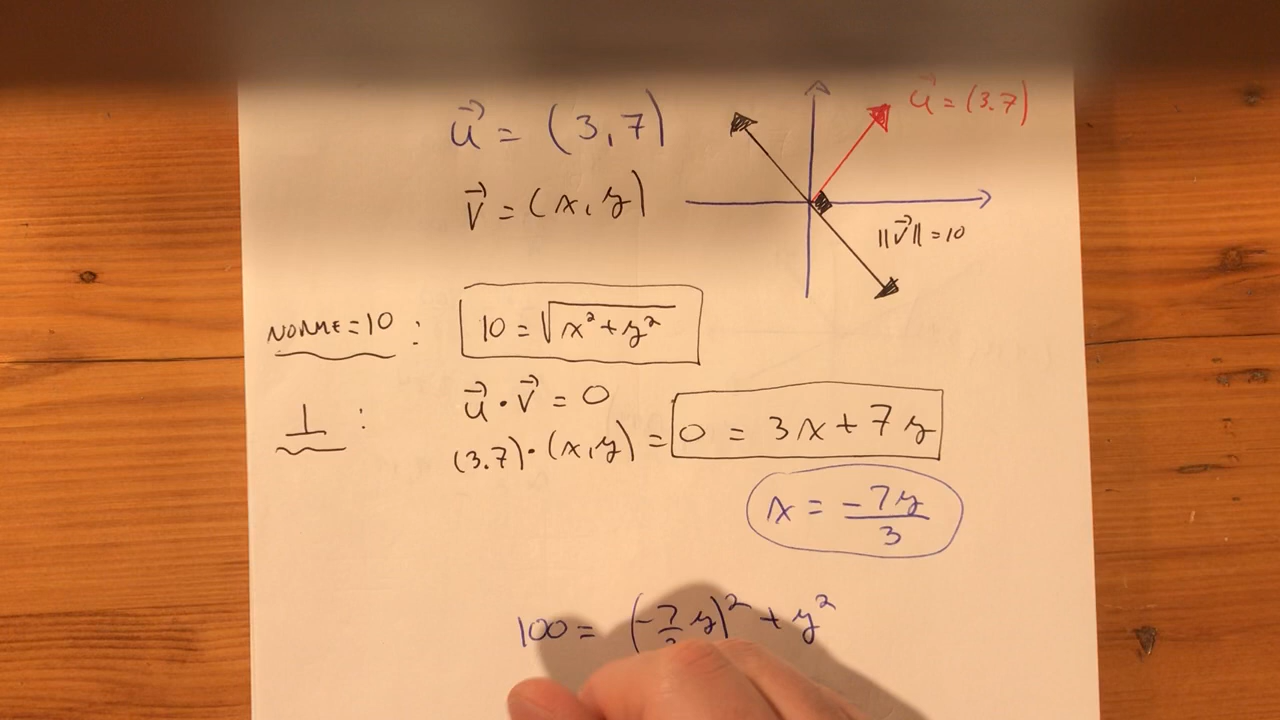 u⃗ = (3,7)
u⃗ = (3.7)
v⃗ = (x,y)
||v⃗|| = 10
NORME=10 : 10 = √(x²+y²)
⊥ : u⃗ · v⃗ = 0
(3.7)·(x,y) = 0 = 3x + 7y
x = -7y/3
100 = (-7/3 y)² + y²